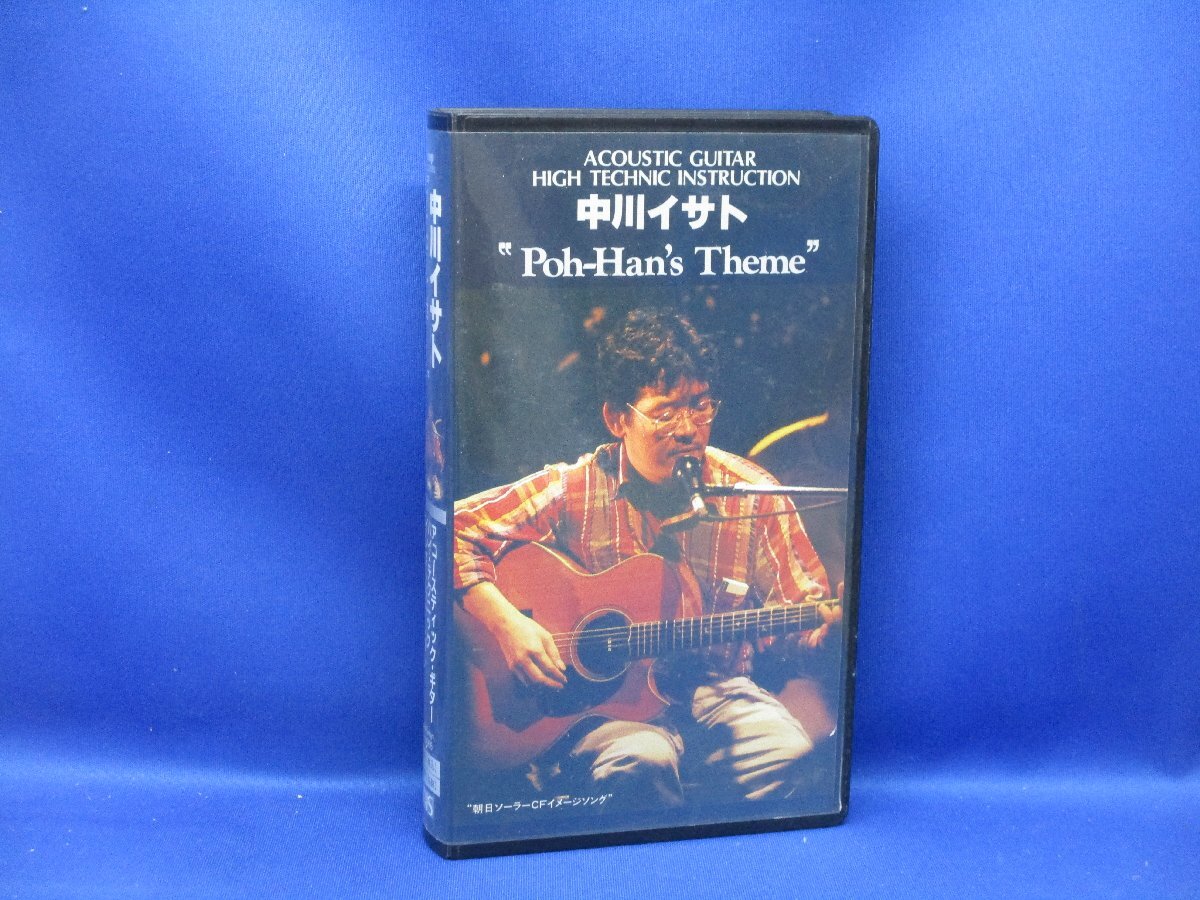 ACOUSTIC GUITAR
HIGH TECHNIC INSTRUCTION
中川イサト
“Poh-Han's Theme”
“朝日ソーラーCFイメージソング”
中川イサト